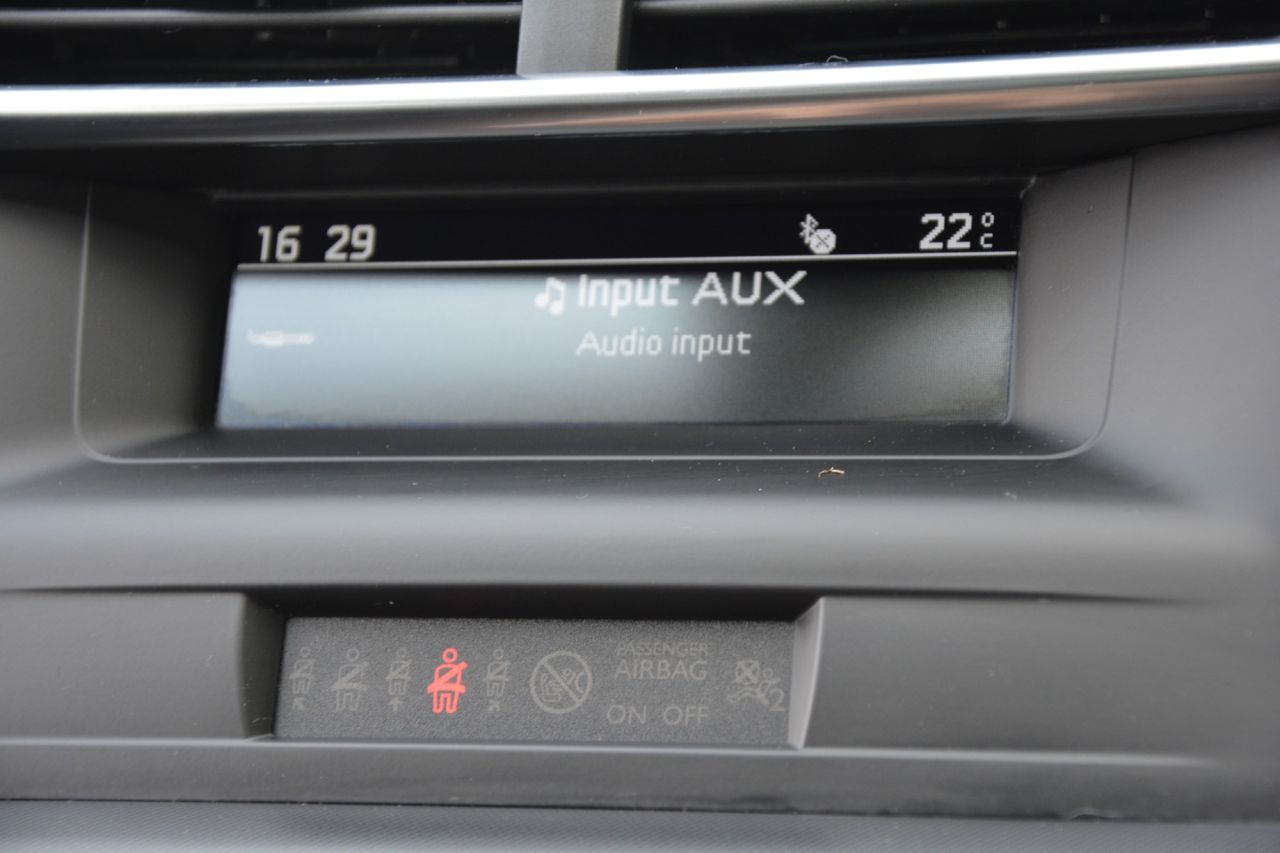 16 29 22°C
Input AUX
Audio input
PASSENGER
AIRBAG
ON OFF
2